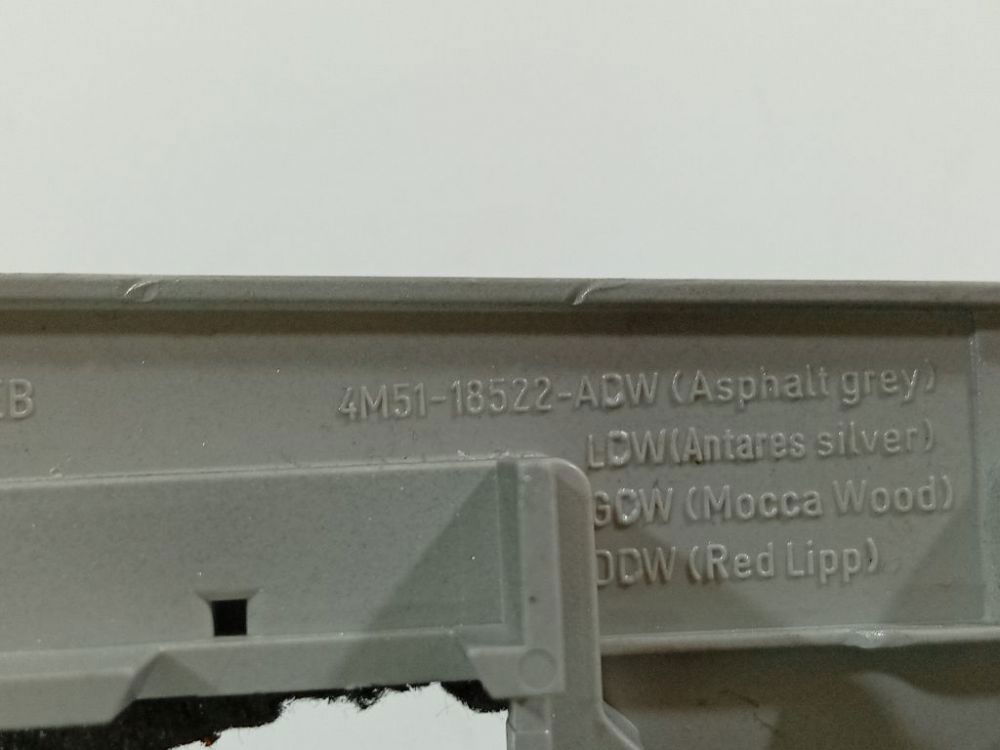 4M51-18522-ADW (Asphalt grey)
LDW(Antares silver)
GDW (Mocca Wood)
DDW (Red Lipp)